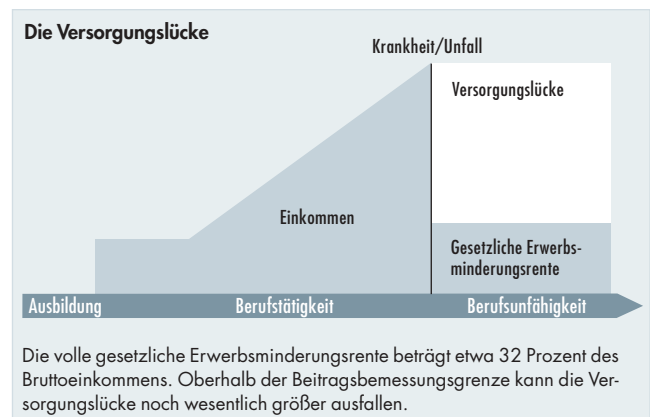 Die Versorgungslücke
Krankheit/Unfall
Versorgungslücke
Einkommen
Gesetzliche Erwerbs-
minderungsrente
Ausbildung
Berufstätigkeit
Berufsunfähigkeit
Die volle gesetzliche Erwerbsminderungsrente beträgt etwa 32 Prozent des
Bruttoeinkommens. Oberhalb der Beitragsbemessungsgrenze kann die Ver-
sorgungslücke noch wesentlich größer ausfallen.